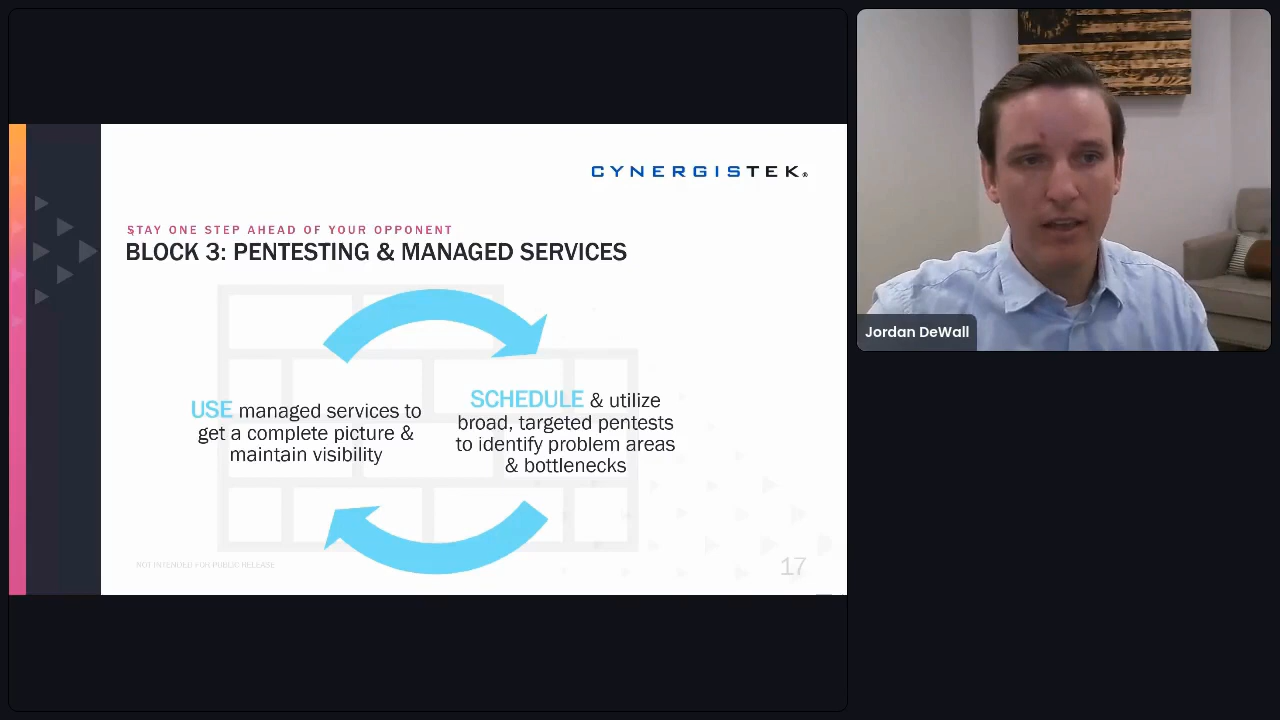 CYNERGISTEK®
STAY ONE STEP AHEAD OF YOUR OPPONENT
BLOCK 3: PENTESTING & MANAGED SERVICES
USE managed services to
get a complete picture &
maintain visibility
SCHEDULE & utilize
broad, targeted pentests
to identify problem areas
& bottlenecks
NOT INTENDED FOR PUBLIC RELEASE
17
Jordan DeWall